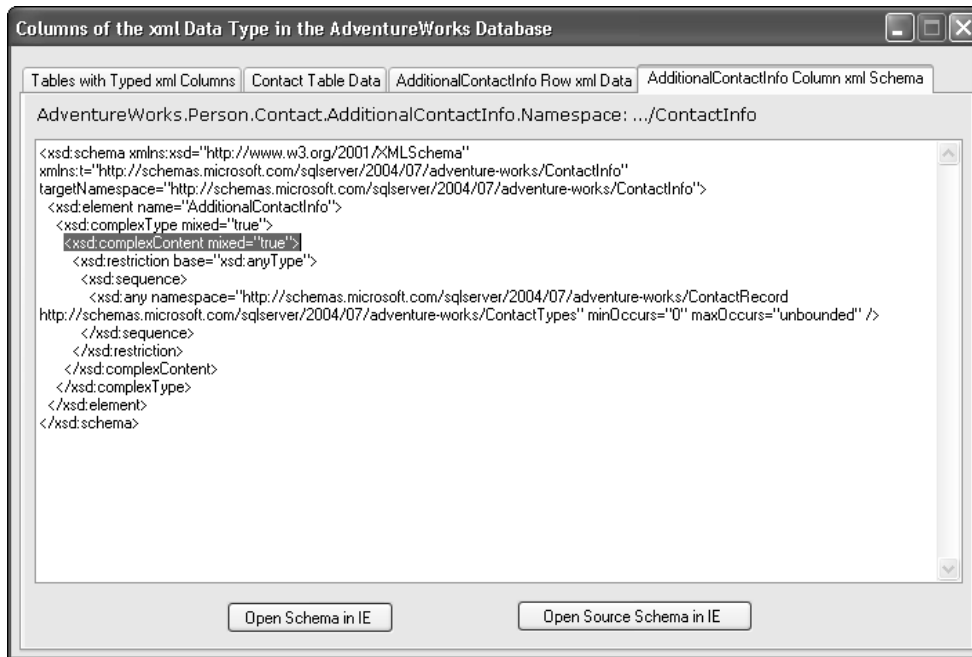 Columns of the xml Data Type in the AdventureWorks Database
Tables with Typed xml Columns Contact Table Data AdditionalContactInfo Row xml Data AdditionalContactInfo Column xml Schema
AdventureWorks.Person.Contact.AdditionalContactInfo.Namespace: .../ContactInfo
<xsd:schema xmlns:xsd="http://www.w3.org/2001/XMLSchema"
xmlns:t="http://schemas.microsoft.com/sqlserver/2004/07/adventure-works/ContactInfo"
targetNamespace="http://schemas.microsoft.com/sqlserver/2004/07/adventure-works/ContactInfo">
<xsd:element name="AdditionalContactInfo">
<xsd:complexType mixed="true">
<xsd:complexContent mixed="true">
<xsd:restriction base="xsd:anyType">
<xsd:sequence>
<xsd:any namespace="http://schemas.microsoft.com/sqlserver/2004/07/adventure-works/ContactRecord
http://schemas.microsoft.com/sqlserver/2004/07/adventure-works/ContactTypes" minOccurs="0" maxOccurs="unbounded" />
</xsd:sequence>
</xsd:restriction>
</xsd:complexContent>
</xsd:complexType>
</xsd:element>
</xsd:schema>
Open Schema in IE Open Source Schema in IE